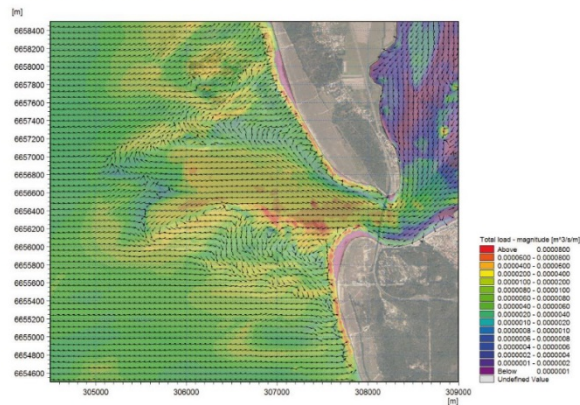 [m]
6658400
6658200
6658000
6657800
6657600
6657400
6657200
6657000
6656800
6656600
6656400
6656200
6656000
6655800
6655600
6655400
6655200
6655000
6654800
6654600
305000 306000 307000 308000 309000
[m]
Total load - magnitude [m^3/s/m]
Above 0.0000800
0.0000600 - 0.0000800
0.0000400 - 0.0000600
0.0000200 - 0.0000400
0.0000100 - 0.0000200
0.0000080 - 0.0000100
0.0000060 - 0.0000080
0.0000040 - 0.0000060
0.0000020 - 0.0000040
0.0000010 - 0.0000020
0.0000008 - 0.0000010
0.0000006 - 0.0000008
0.0000004 - 0.0000006
0.0000002 - 0.0000004
0.0000001 - 0.0000002
Below 0.0000001
Undefined Value